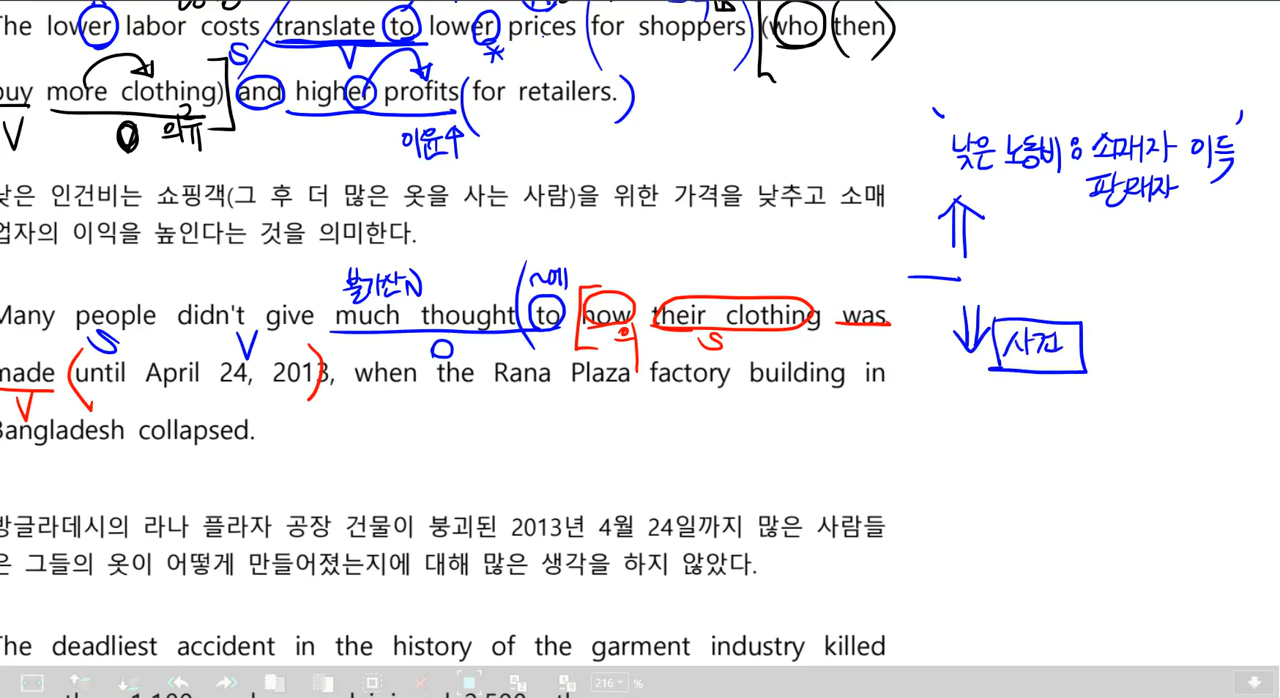 The lower labor costs translate to lower prices for shoppers (who then
buy more clothing) and higher profits for retailers.
S
*
V
V
O
의류
이윤↑
'낮은 노동비 : 소매자 이득'
판매자
낮은 인건비는 쇼핑객(그 후 더 많은 옷을 사는 사람)을 위한 가격을 낮추고 소매
업자의 이익을 높인다는 것을 의미한다.
불가산N
~에
Many people didn't give much thought to how their clothing was
S
V
O
S
사건
made until April 24, 2013, when the Rana Plaza factory building in
V
Bangladesh collapsed.
방글라데시의 라나 플라자 공장 건물이 붕괴된 2013년 4월 24일까지 많은 사람들
은 그들의 옷이 어떻게 만들어졌는지에 대해 많은 생각을 하지 않았다.
The deadliest accident in the history of the garment industry killed
216 %